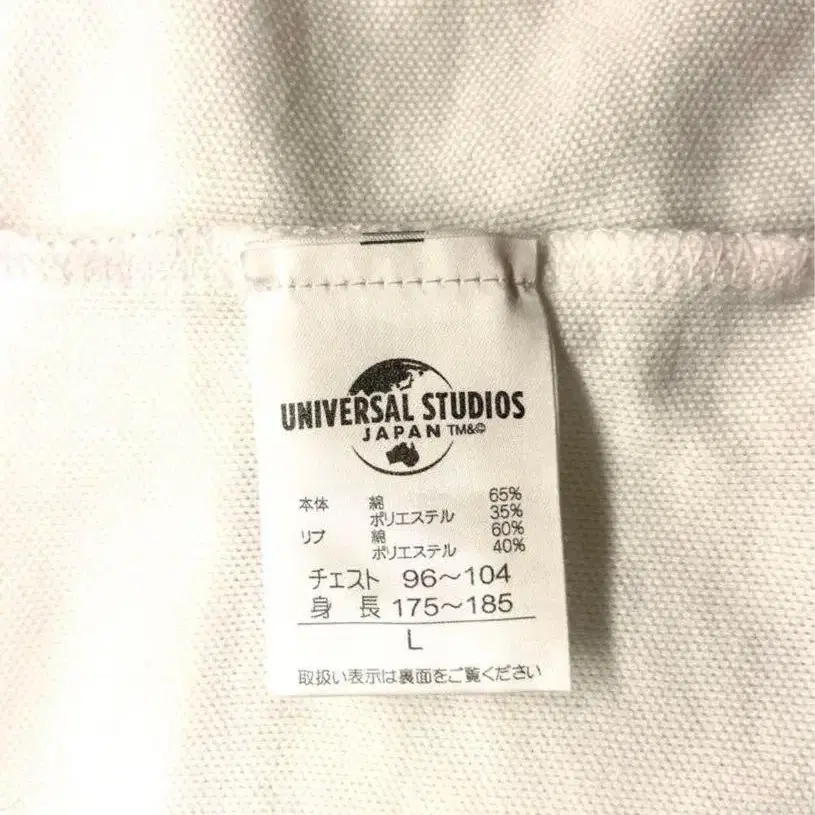 UNIVERSAL STUDIOS
JAPAN TM&©
本体 綿 65%
ポリエステル 35%
リブ 綿 60%
ポリエステル 40%
チェスト 96～104
身長 175～185
L
取扱い表示は裏面をご覧ください